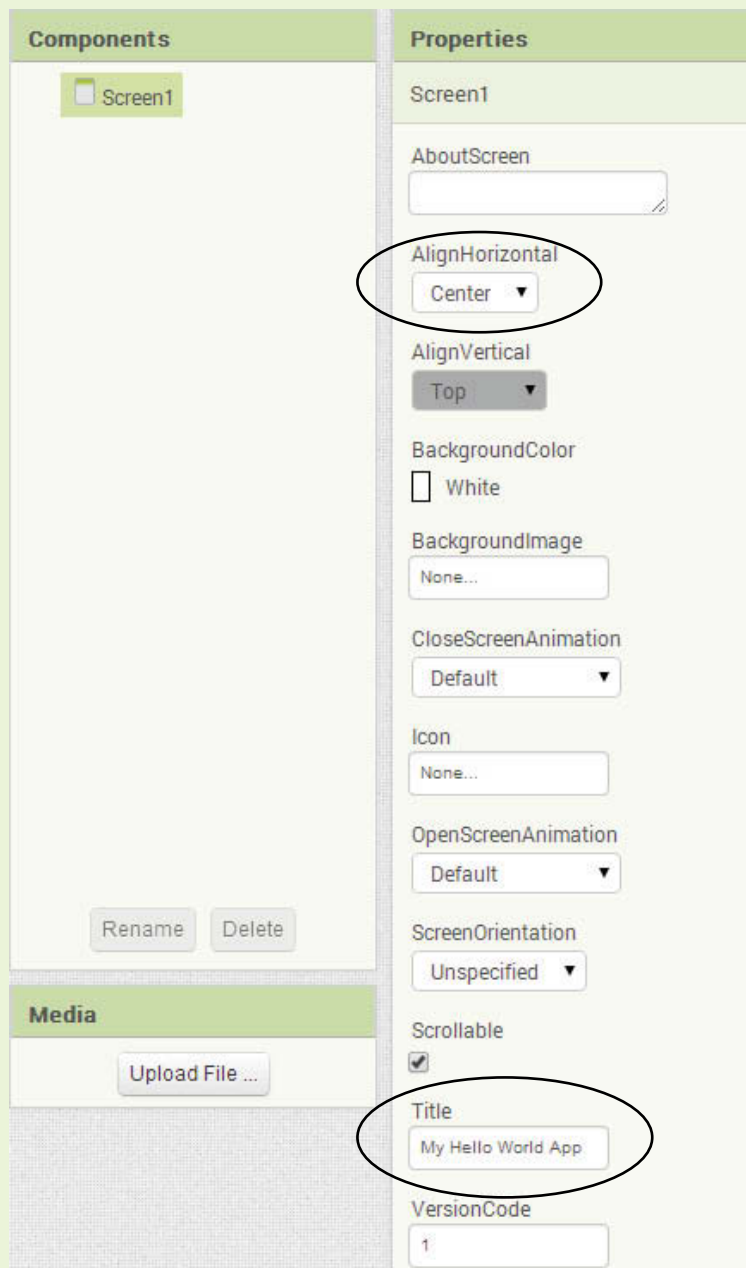 Components
Screen1
Rename
Delete
Media
Upload File ...
Properties
Screen1
AboutScreen
AlignHorizontal
Center
AlignVertical
Top
BackgroundColor
White
BackgroundImage
None...
CloseScreenAnimation
Default
Icon
None...
OpenScreenAnimation
Default
ScreenOrientation
Unspecified
Scrollable
Title
My Hello World App
VersionCode
1